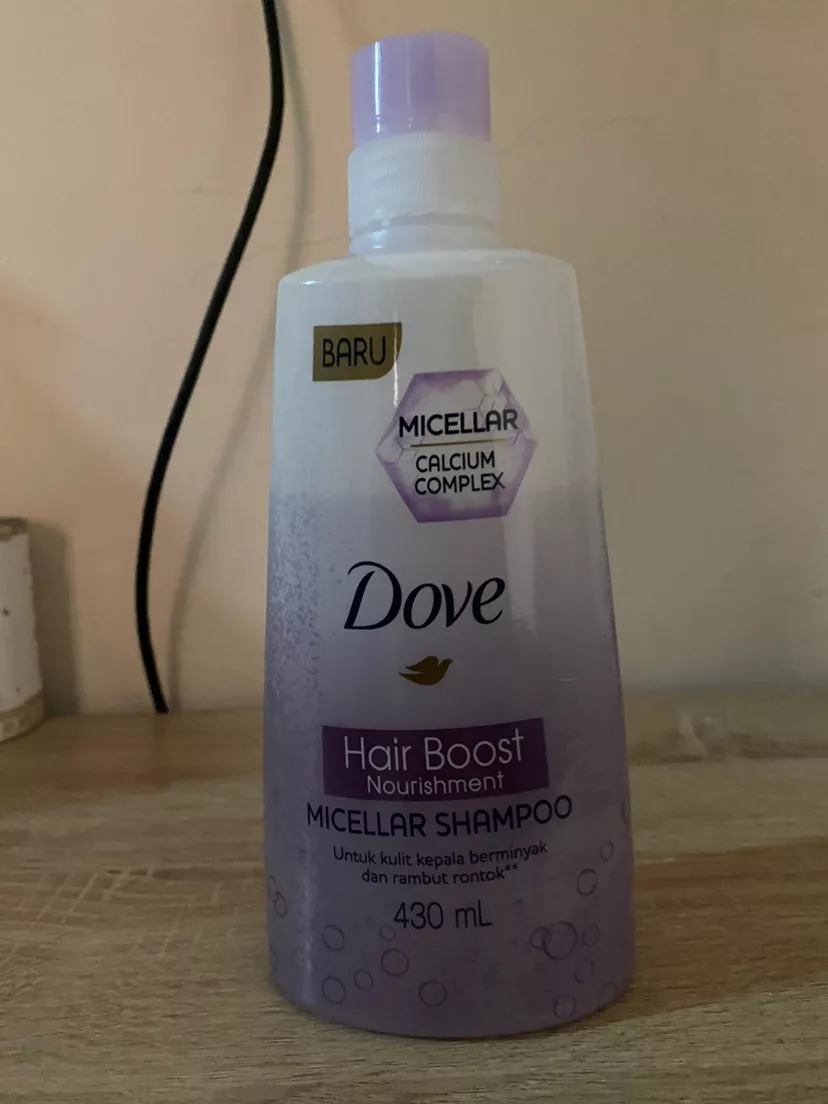 BARU
MICELLAR
CALCIUM
COMPLEX
Dove
Hair Boost
Nourishment
MICELLAR SHAMPOO
Untuk kulit kepala berminyak
dan rambut rontok**
430 mL